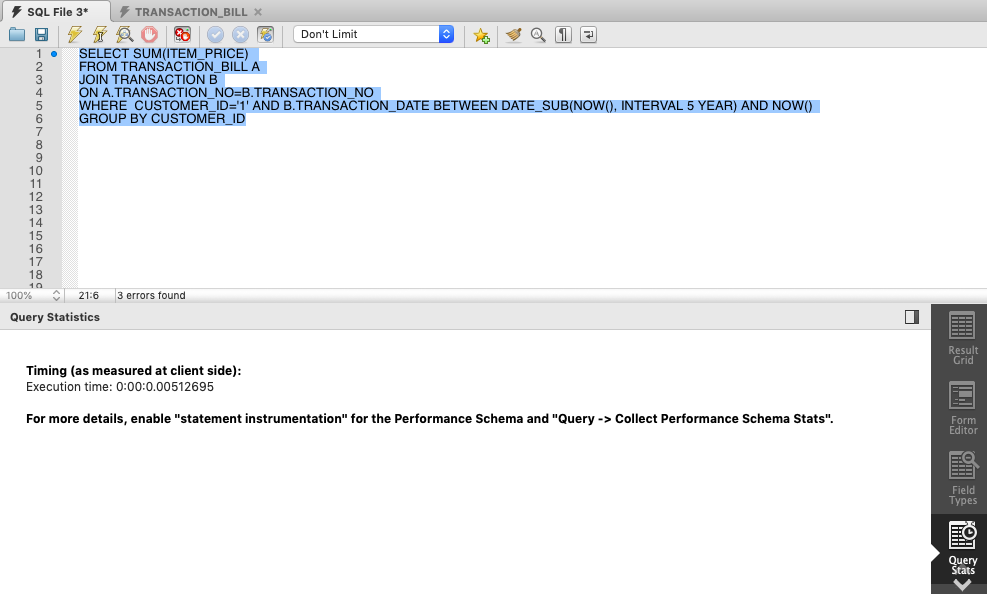 SQL File 3*
TRANSACTION_BILL
Don't Limit
1 SELECT SUM(ITEM_PRICE)
2 FROM TRANSACTION_BILL A
3 JOIN TRANSACTION B
4 ON A.TRANSACTION_NO=B.TRANSACTION_NO
5 WHERE  CUSTOMER_ID='1' AND B.TRANSACTION_DATE BETWEEN DATE_SUB(NOW(), INTERVAL 5 YEAR) AND NOW()
6 GROUP BY CUSTOMER_ID
7
8
9
10
11
12
13
14
15
16
17
18
19
100% 21:6 3 errors found
Query Statistics
Timing (as measured at client side):
Execution time: 0:00:0.00512695
For more details, enable "statement instrumentation" for the Performance Schema and "Query -> Collect Performance Schema Stats".
Result
Grid
Form
Editor
Field
Types
Query
Stats